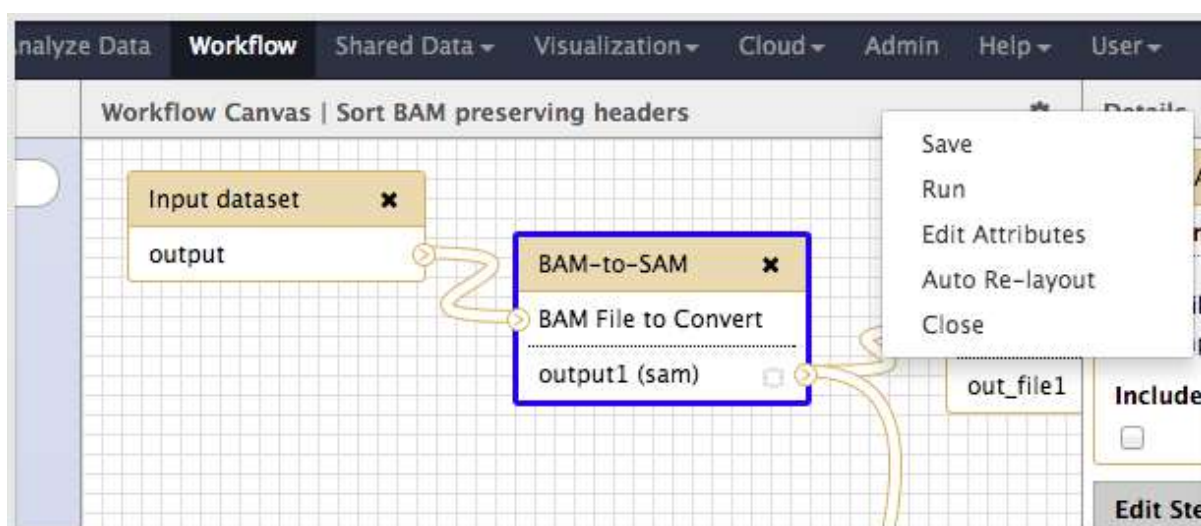 Analyze Data Workflow Shared Data Visualization Cloud Admin Help User
Workflow Canvas | Sort BAM preserving headers
Details
Save
Run
Edit Attributes
Auto Re-layout
Close
Input dataset
output
BAM-to-SAM
BAM File to Convert
output1 (sam)
out_file1
Include
Edit